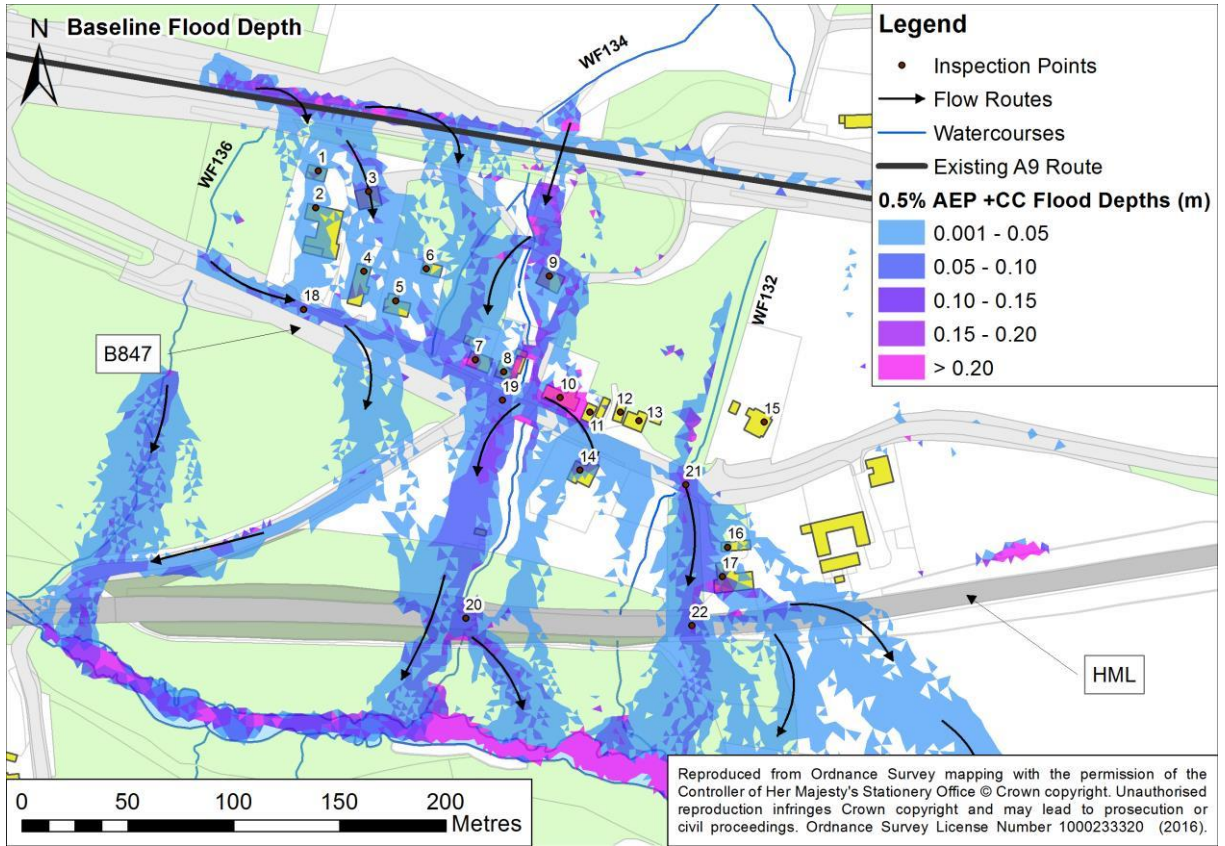 Baseline Flood Depth
N
WF134
WF136
WF132
1
2
3
4
5
6
7
8
9
10
11
12
13
14
15
16
17
18
19
20
21
22
B847
HML
Legend
Inspection Points
Flow Routes
Watercourses
Existing A9 Route
0.5% AEP +CC Flood Depths (m)
0.001 - 0.05
0.05 - 0.10
0.10 - 0.15
0.15 - 0.20
> 0.20
0 50 100 150 200
Metres
Reproduced from Ordnance Survey mapping with the permission of the
Controller of Her Majesty's Stationery Office © Crown copyright. Unauthorised
reproduction infringes Crown copyright and may lead to prosecution or
civil proceedings. Ordnance Survey License Number 1000233320 (2016).